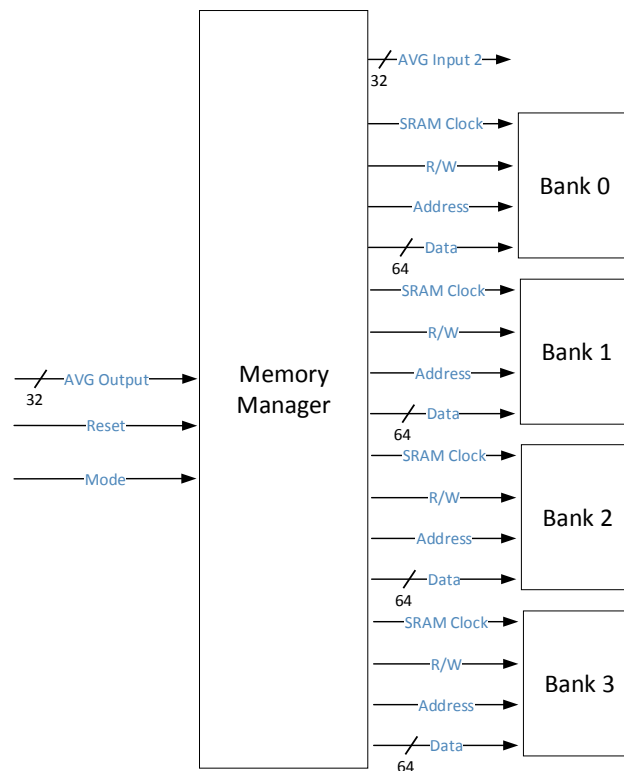 AVG Input 2
32
SRAM Clock
R/W
Bank 0
Address
Data
64
SRAM Clock
R/W
Bank 1
Address
Data
64
AVG Output
32
Reset
Mode
Memory
Manager
SRAM Clock
R/W
Bank 2
Address
Data
64
SRAM Clock
R/W
Bank 3
Address
Data
64